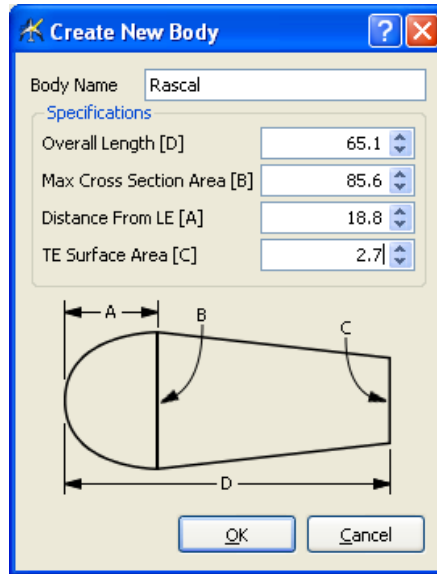 Create New Body
Body Name Rascal
Specifications
Overall Length [D] 65.1
Max Cross Section Area [B] 85.6
Distance From LE [A] 18.8
TE Surface Area [C] 2.7
A B
C
D
OK Cancel